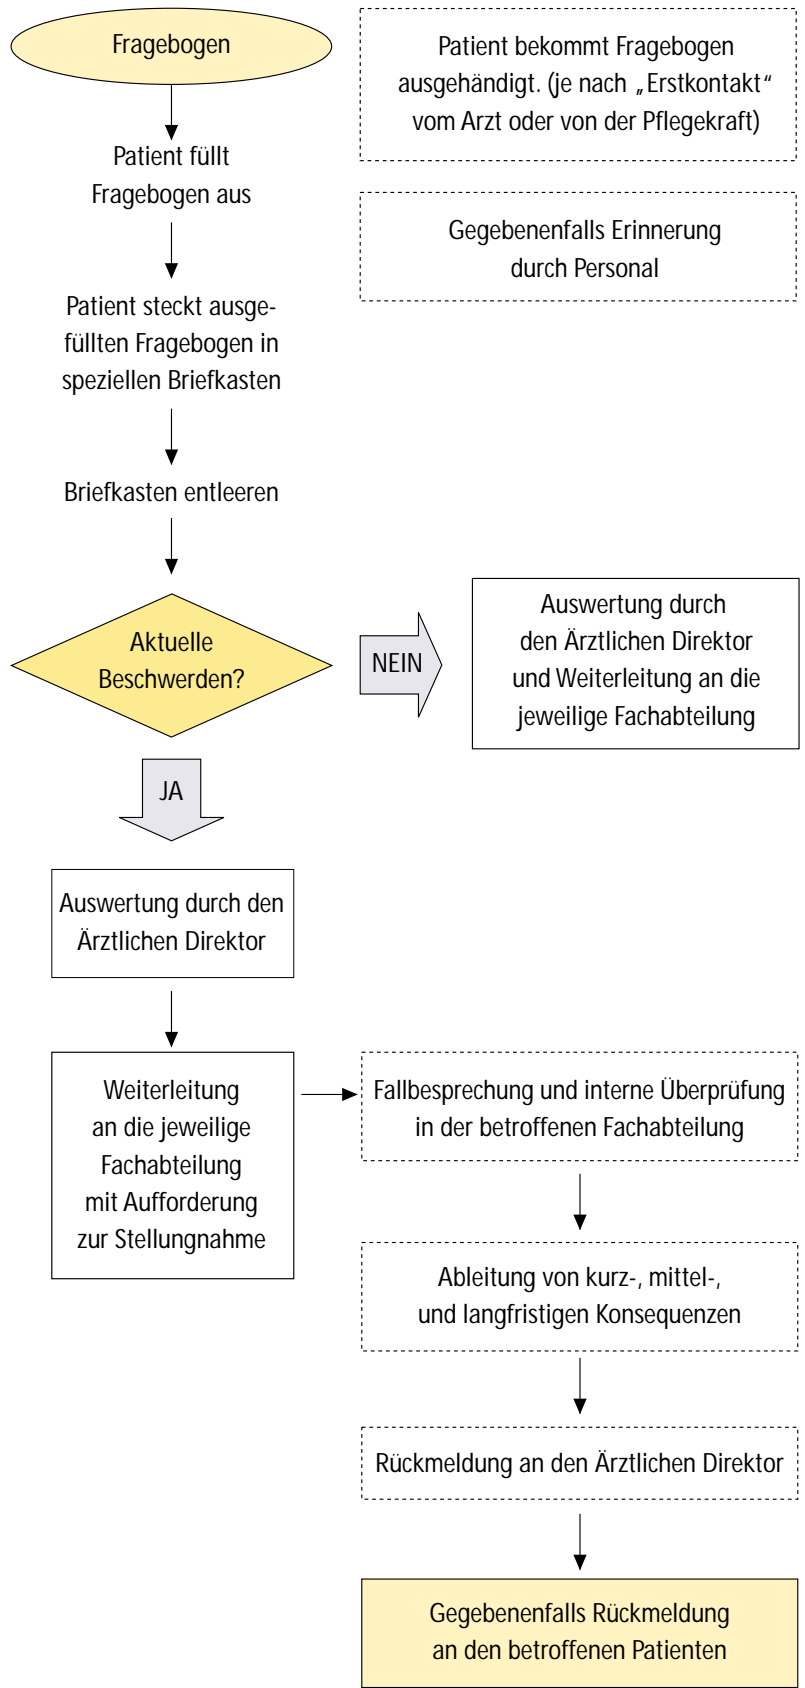 Fragebogen
Patient bekommt Fragebogen
ausgehändigt. (je nach „Erstkontakt“
vom Arzt oder von der Pflegekraft)
Patient füllt
Fragebogen aus
Gegebenenfalls Erinnerung
durch Personal
Patient steckt ausge-
füllten Fragebogen in
speziellen Briefkasten
Briefkasten entleeren
Aktuelle
Beschwerden?
NEIN
Auswertung durch
den Ärztlichen Direktor
und Weiterleitung an die
jeweilige Fachabteilung
JA
Auswertung durch den
Ärztlichen Direktor
Weiterleitung
an die jeweilige
Fachabteilung
mit Aufforderung
zur Stellungnahme
Fallbesprechung und interne Überprüfung
in der betroffenen Fachabteilung
Ableitung von kurz-, mittel-,
und langfristigen Konsequenzen
Rückmeldung an den Ärztlichen Direktor
Gegebenenfalls Rückmeldung
an den betroffenen Patienten